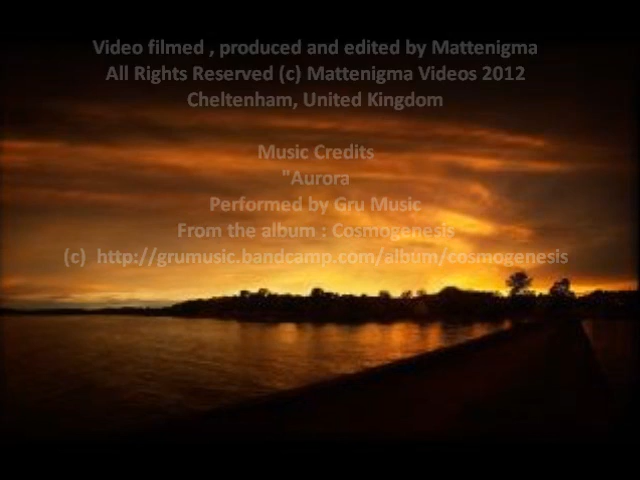 Video filmed , produced and edited by Mattenigma
All Rights Reserved (c) Mattenigma Videos 2012
Cheltenham, United Kingdom
Music Credits
"Aurora
Performed by Gru Music
From the album : Cosmogenesis
(c)  http://grumusic.bandcamp.com/album/cosmogenesis